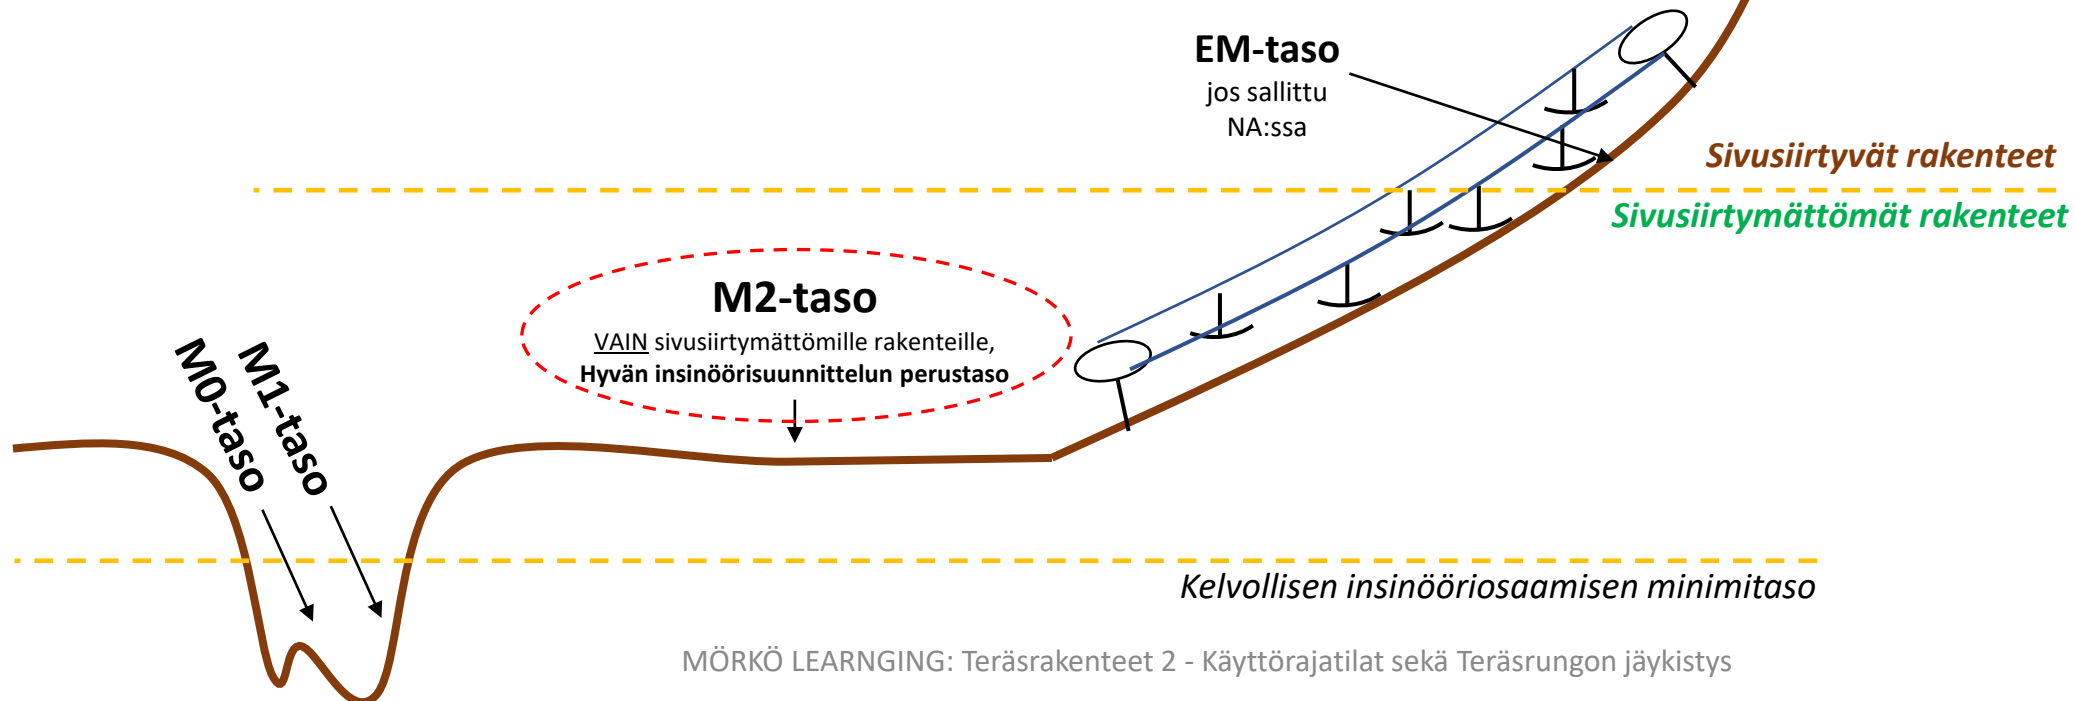 EM-taso
jos sallittu
NA:ssa
Sivusiirtyvät rakenteet
Sivusiirtymättömät rakenteet
M2-taso
VAIN sivusiirtymättömille rakenteille,
Hyvän insinöörisuunnittelun perustaso
M0-taso
M1-taso
Kelvollisen insinööriosaamisen minimitaso
MÖRKÖ LEARNGING: Teräsrakenteet 2 - Käyttörajatilat sekä Teräsrungon jäykistys